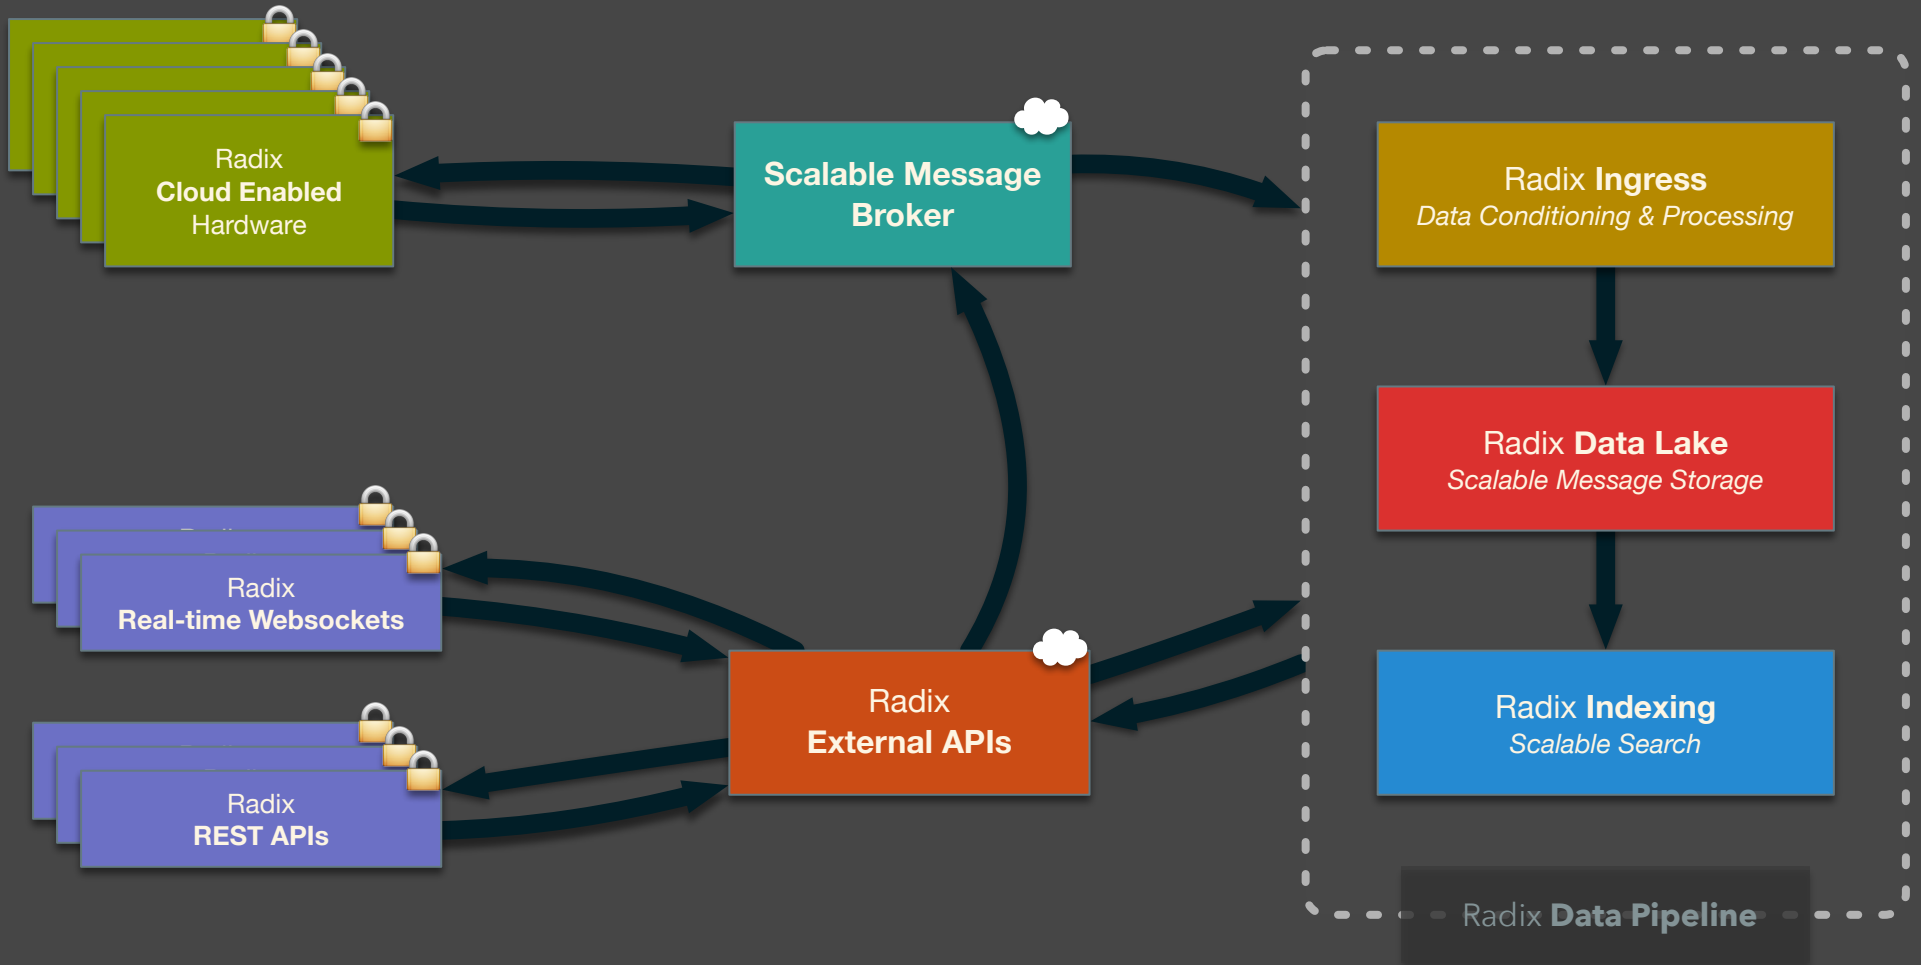 Radix
Cloud Enabled
Hardware
Scalable Message
Broker
Radix Ingress
Data Conditioning & Processing
Radix Data Lake
Scalable Message Storage
Radix
Real-time Websockets
Radix
External APIs
Radix Indexing
Scalable Search
Radix
REST APIs
Radix Data Pipeline